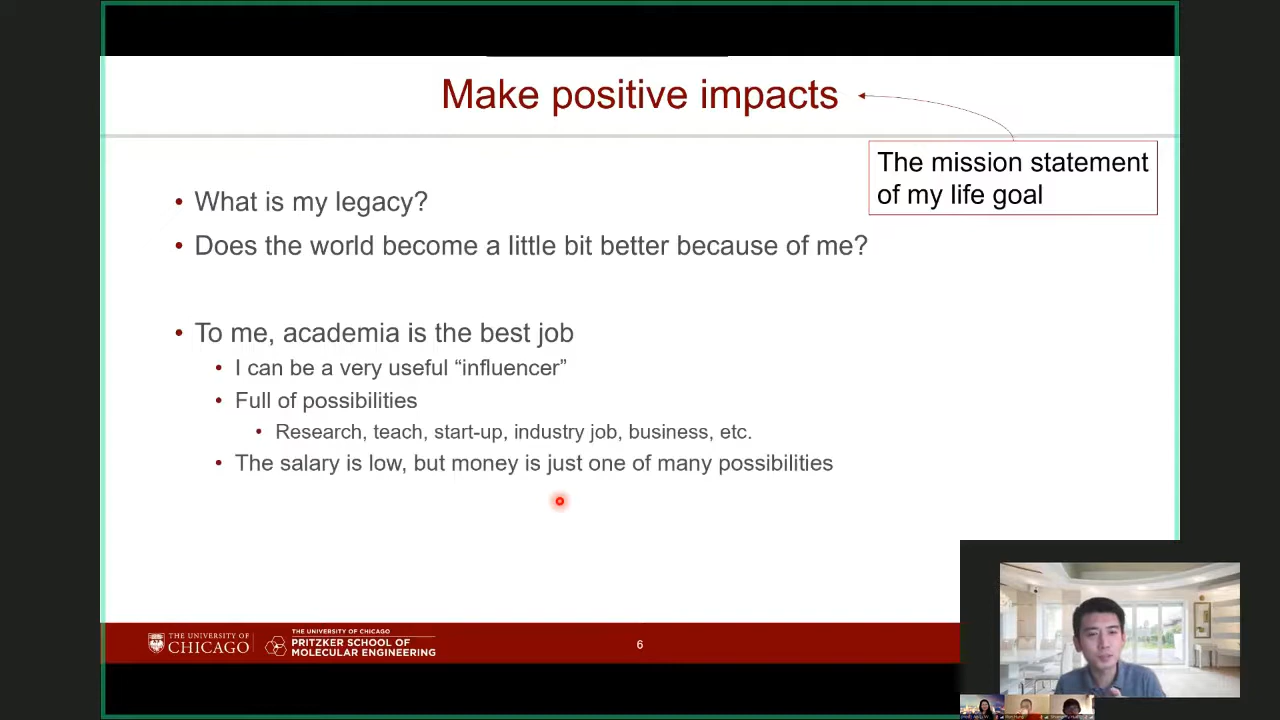 Make positive impacts
The mission statement
of my life goal
• What is my legacy?
• Does the world become a little bit better because of me?
• To me, academia is the best job
• I can be a very useful “influencer”
• Full of possibilities
• Research, teach, start-up, industry job, business, etc.
• The salary is low, but money is just one of many possibilities
THE UNIVERSITY OF
CHICAGO
THE UNIVERSITY OF CHICAGO
PRITZKER SCHOOL OF
MOLECULAR ENGINEERING
6